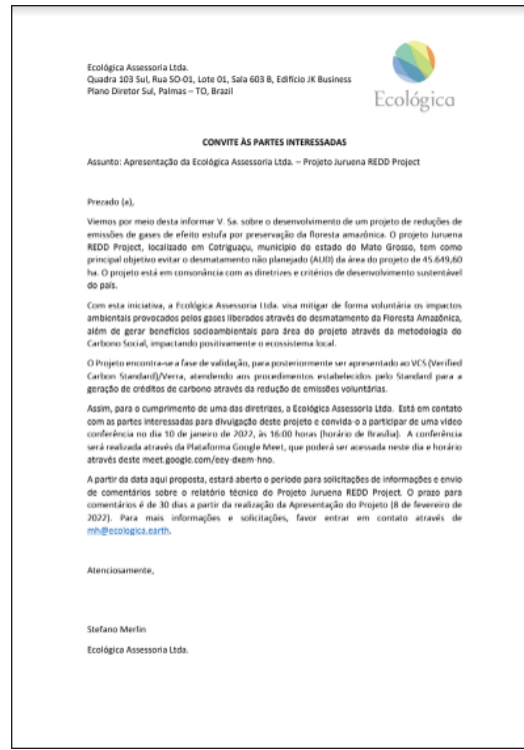 Ecológica Assessoria Ltda.
Quadra 103 Sul, Rua SO-01, Lote 01, Sala 603 B, Edifício JK Business
Plano Diretor Sul, Palmas – TO, Brazil
Ecológica
CONVITE ÀS PARTES INTERESSADAS
Assunto: Apresentação da Ecológica Assessoria Ltda. – Projeto Juruena REDD Project
Prezado (a),
Viemos por meio desta informar V. Sa. sobre o desenvolvimento de um projeto de reduções de
emissões de gases de efeito estufa por preservação da floresta amazônica. O projeto Juruena
REDD Project, localizado em Cotriguaçu, município do estado do Mato Grosso, tem como
principal objetivo evitar o desmatamento não planejado (AUD) da área do projeto de 45.649,60
ha. O projeto está em consonância com as diretrizes e critérios de desenvolvimento sustentável
do país.
Com esta iniciativa, a Ecológica Assessoria Ltda. visa mitigar de forma voluntária os impactos
ambientais provocados pelos gases liberados através do desmatamento da Floresta Amazônica,
além de gerar benefícios socioambientais para área do projeto através da metodologia do
Carbono Social, impactando positivamente o ecossistema local.
O Projeto encontra-se a fase de validação, para posteriormente ser apresentado ao VCS (Verified
Carbon Standard)/Verra, atendendo aos procedimentos estabelecidos pelo Standard para a
geração de créditos de carbono através da redução de emissões voluntárias.
Assim, para o cumprimento de uma das diretrizes, a Ecológica Assessoria Ltda. Está em contato
com as partes interessadas para divulgação deste projeto e convida-o a participar de uma vídeo
conferência no dia 10 de janeiro de 2022, às 16:00 horas (horário de Brasília). A conferência
será realizada através da Plataforma Google Meet, que poderá ser acessada neste dia e horário
através deste meet.google.com/eey-dxem-hno.
A partir da data aqui proposta, estará aberto o período para solicitações de informações e envio
de comentários sobre o relatório técnico do Projeto Juruena REDD Project. O prazo para
comentários é de 30 dias a partir da realização da Apresentação do Projeto (8 de fevereiro de
2022). Para mais informações e solicitações, favor entrar em contato através de
mh@ecologica.earth.
Atenciosamente,
Stefano Merlin
Ecológica Assessoria Ltda.